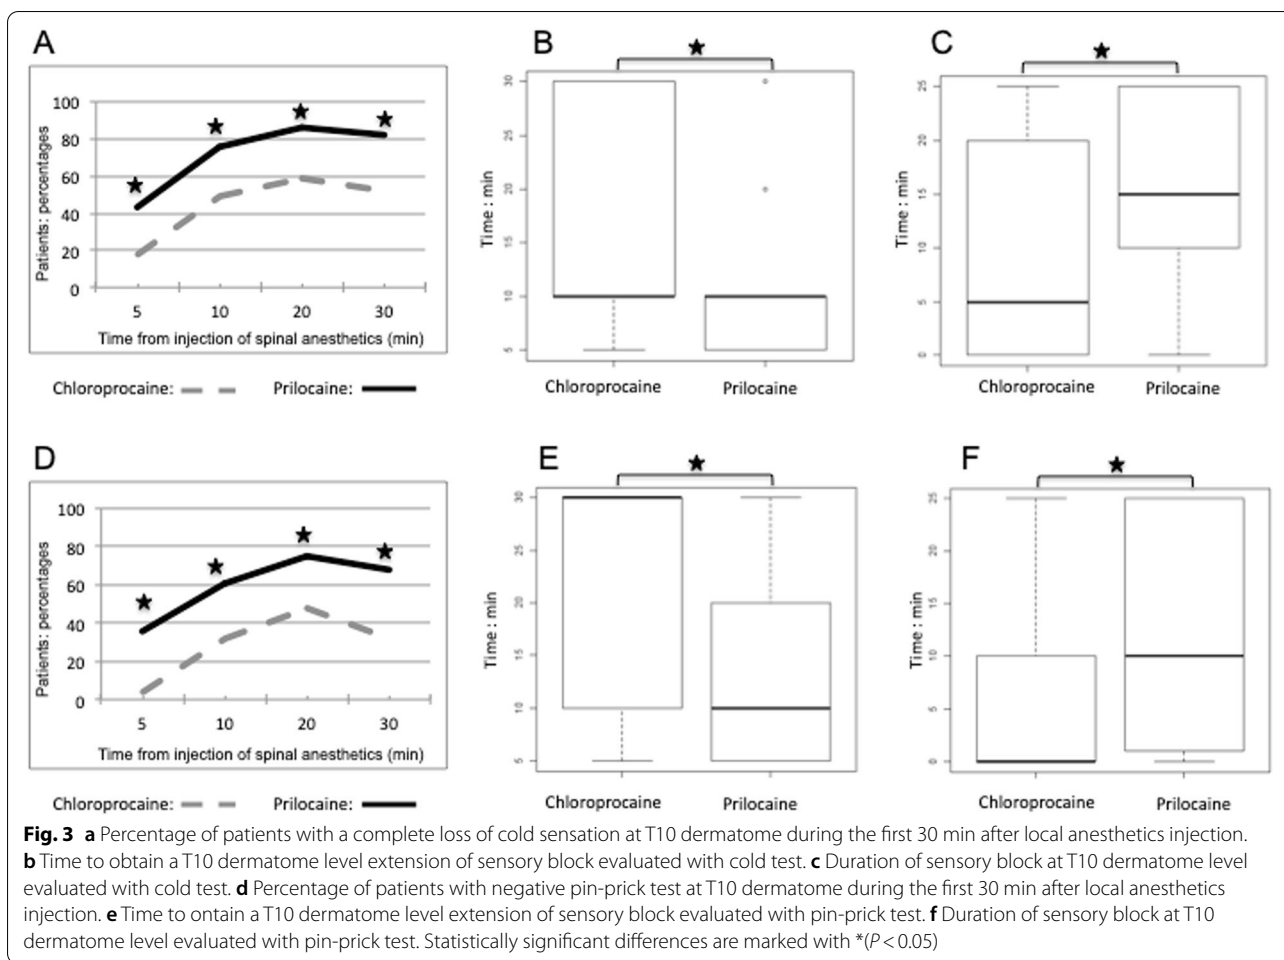 A
B
C
100
80
60
40
20
0
Patients: percentages
5 10 20 30
Time from injection of spinal anesthetics (min)
Chloroprocaine: Prilocaine:
30
25
20
15
10
5
Time : min
Chloroprocaine Prilocaine
25
20
15
10
5
0
Time : min
Chloroprocaine Prilocaine
D
E
F
100
80
60
40
20
0
Patients: percentages
5 10 20 30
Time from injection of spinal anesthetics (min)
Chloroprocaine: Prilocaine:
30
25
20
15
10
5
Time : min
Chloroprocaine Prilocaine
25
20
15
10
5
0
Time : min
Chloroprocaine Prilocaine
Fig. 3 a Percentage of patients with a complete loss of cold sensation at T10 dermatome during the first 30 min after local anesthetics injection.
b Time to obtain a T10 dermatome level extension of sensory block evaluated with cold test. c Duration of sensory block at T10 dermatome level
evaluated with cold test. d Percentage of patients with negative pin-prick test at T10 dermatome during the first 30 min after local anesthetics
injection. e Time to ontain a T10 dermatome level extension of sensory block evaluated with pin-prick test. f Duration of sensory block at T10
dermatome level evaluated with pin-prick test. Statistically significant differences are marked with *(P < 0.05)